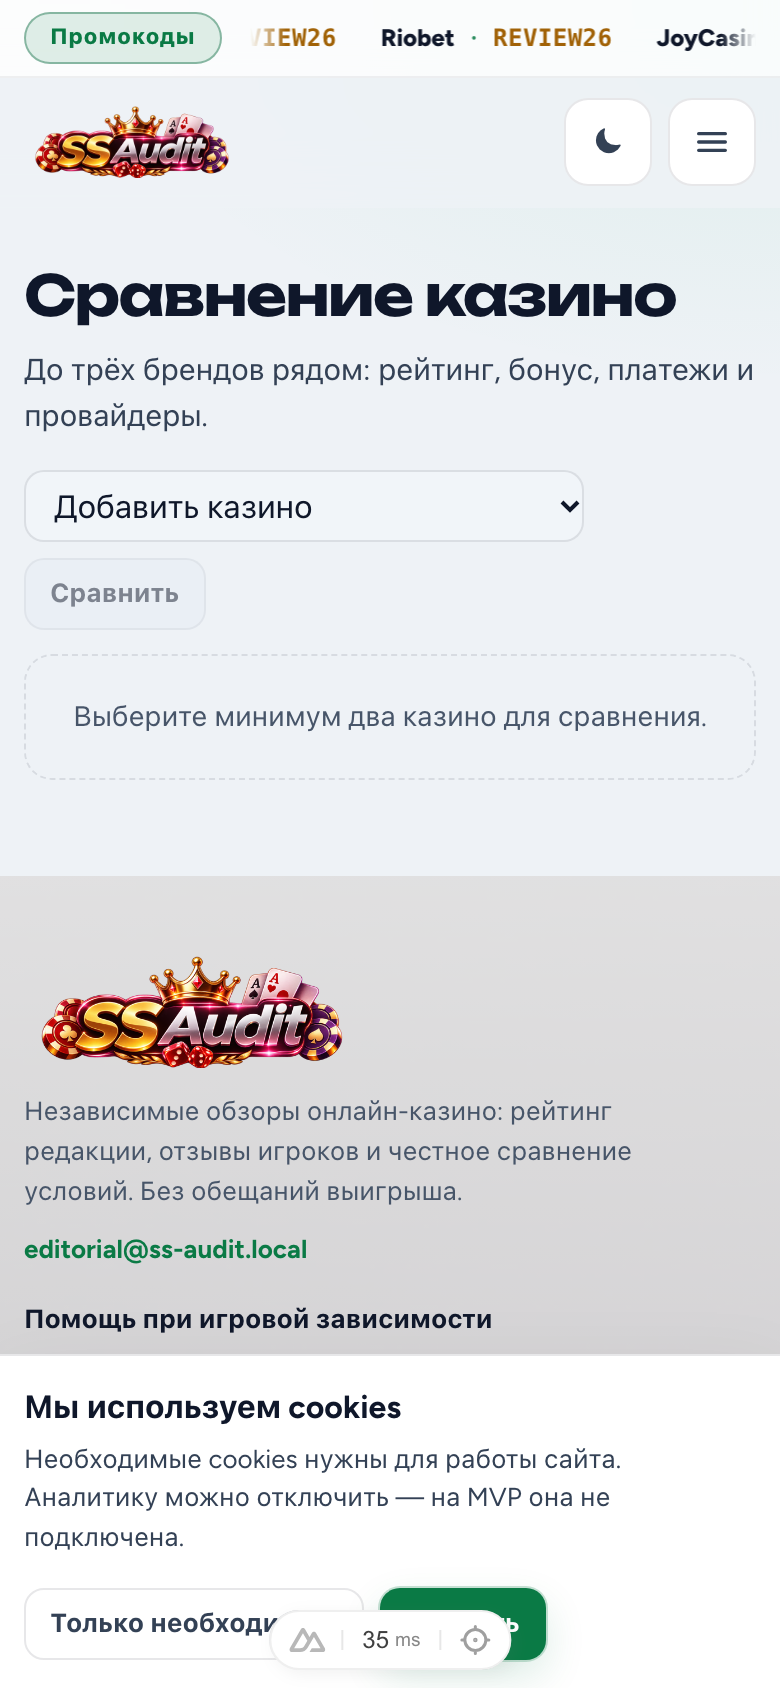 Промокоды
VIEW26 Riobet · REVIEW26
SSAudit
Сравнение казино
До трёх брендов рядом: рейтинг, бонус, платежи и
провайдеры.
Добавить казино
Сравнить
Выберите минимум два казино для сравнения.
SSAudit
Независимые обзоры онлайн-казино: рейтинг
редакции, отзывы игроков и честное сравнение
условий. Без обещаний выигрыша.
editorial@ss-audit.local
Помощь при игровой зависимости
Мы используем cookies
Необходимые cookies нужны для работы сайта.
Аналитику можно отключить — на MVP она не
подключена.
Только
35 ms